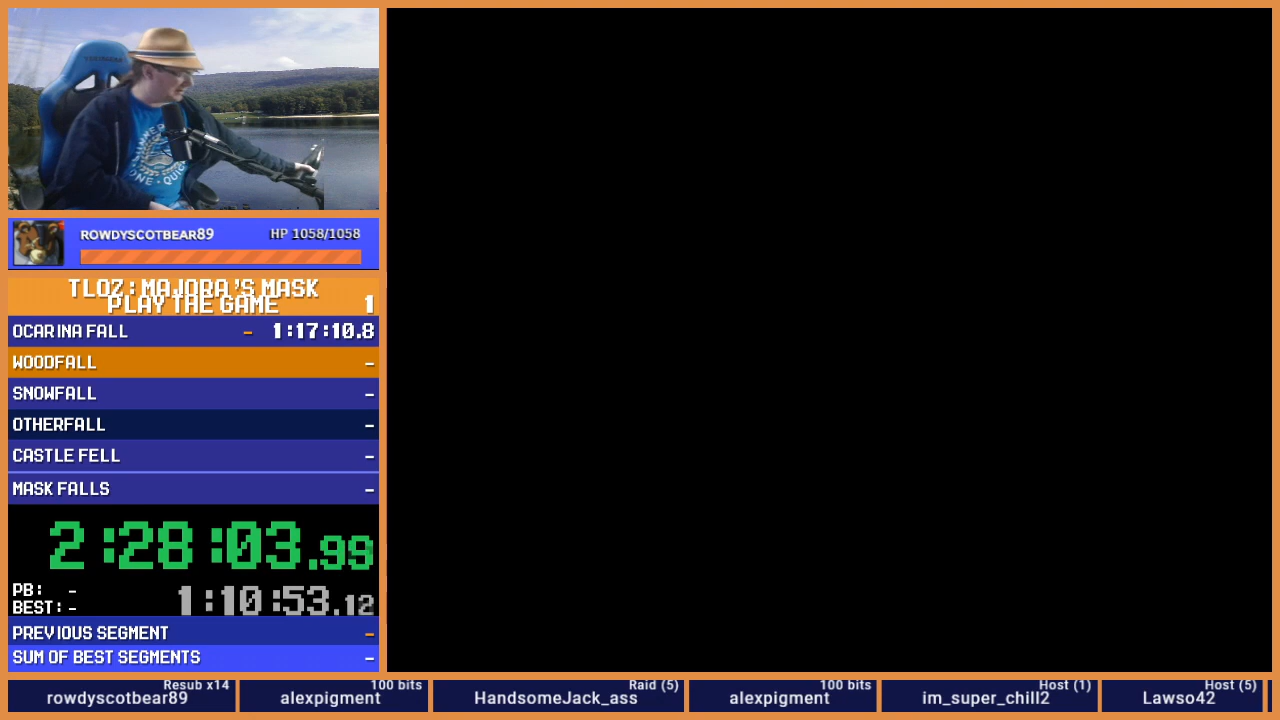 ROWDYSCOTBEAR89 HP 1058/1058
TLOZ: MAJORA'S MASK
PLAY THE GAME 1
OCARINA FALL - 1:17:10.8
WOODFALL -
SNOWFALL -
OTHERFALL -
CASTLE FELL -
MASK FALLS -
2:28:03.99
PB: -
BEST: - 1:10:53.12
PREVIOUS SEGMENT -
SUM OF BEST SEGMENTS -
Resub x14
rowdyscotbear89
100 bits
alexpigment
Raid (5)
HandsomeJack_ass
100 bits
alexpigment
Host (1)
im_super_chill2
Host (5)
Lawso42